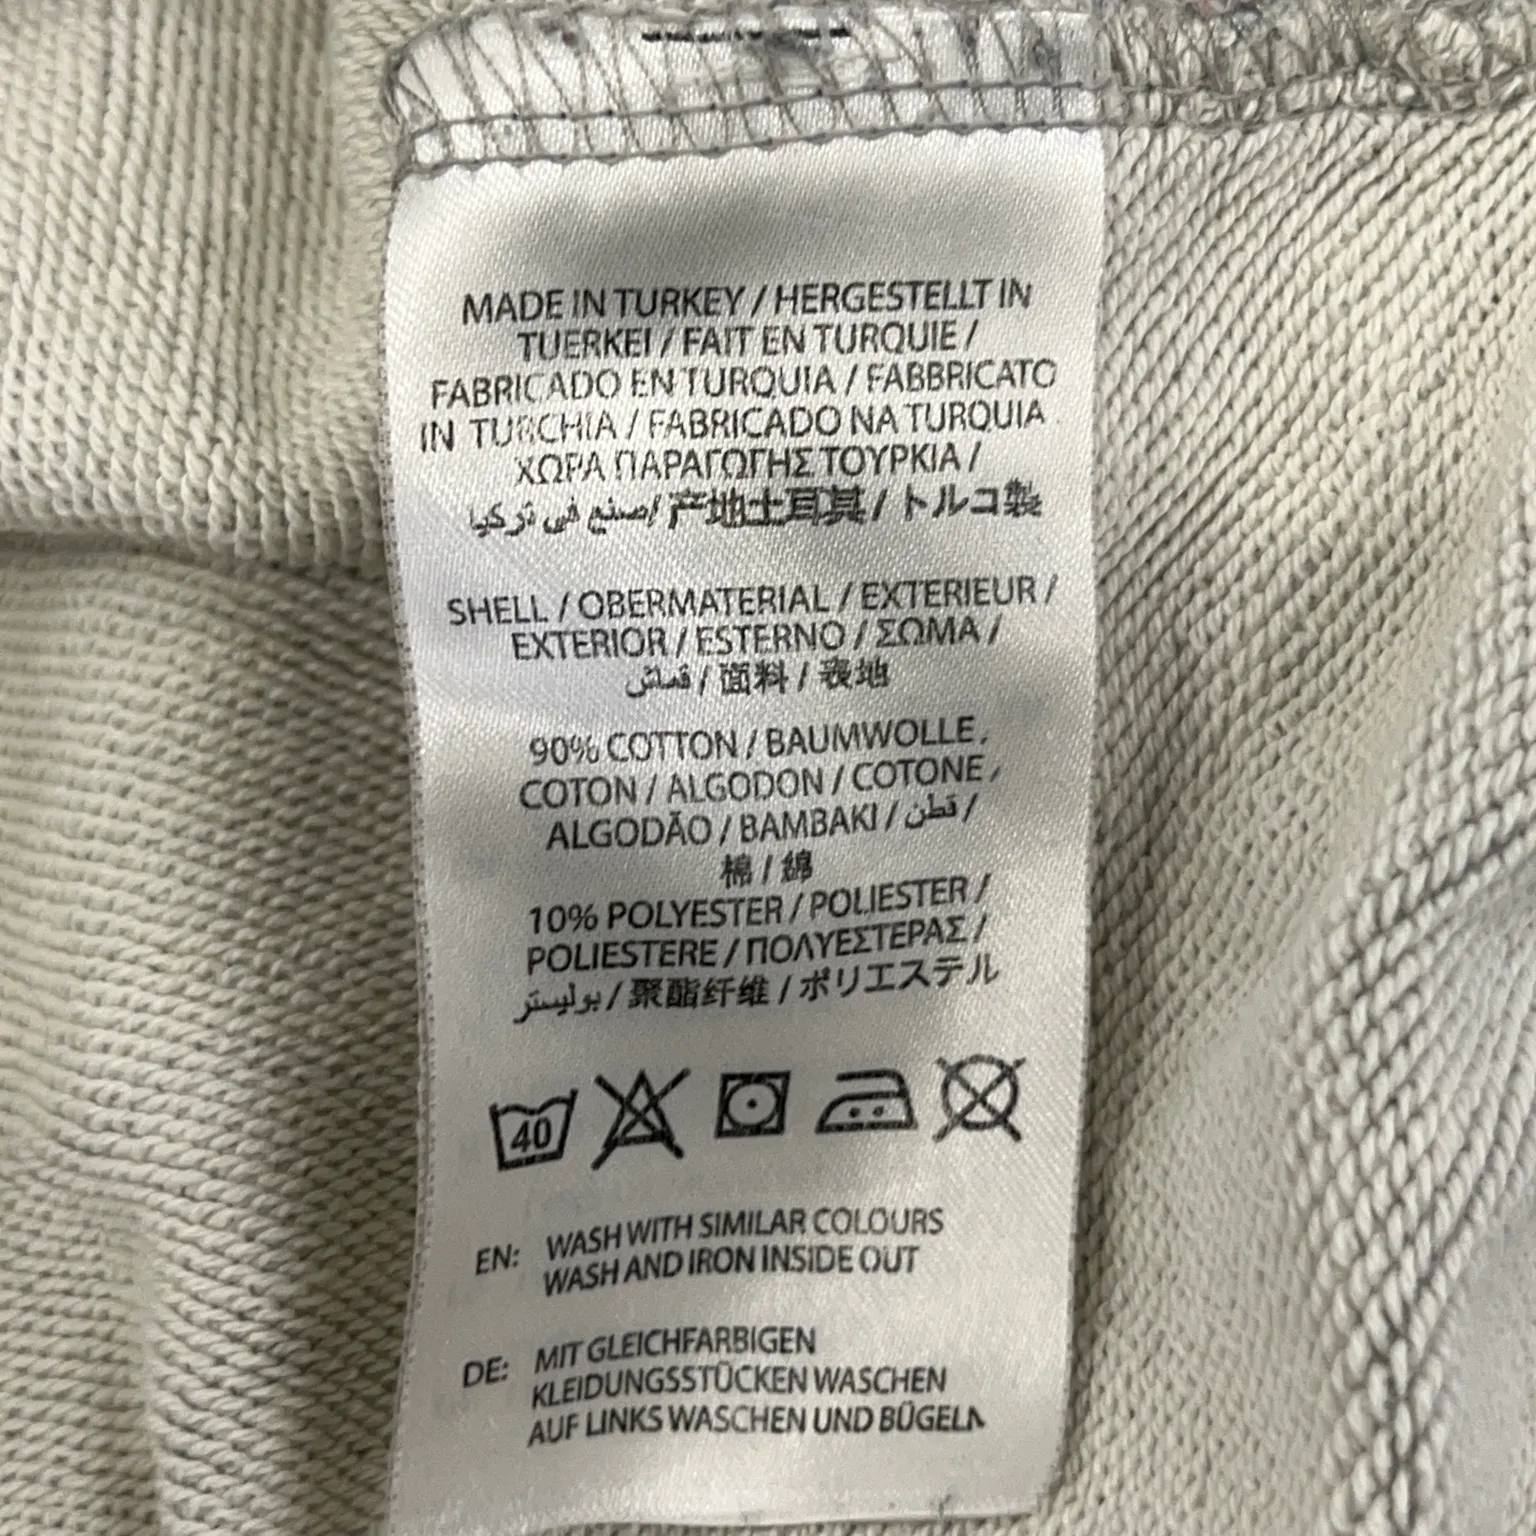 MADE IN TURKEY / HERGESTELLT IN
TUERKEI / FAIT EN TURQUIE /
FABRICADO EN TURQUIA / FABBRICATO
IN TURCHIA / FABRICADO NA TURQUIA
ΧΩΡΑ ΠΑΡΑΓΩΓΗΣ ΤΟΥΡΚΙΑ /
صنع في تركيا / 产地土耳其 / トルコ製
SHELL / OBERMATERIAL / EXTERIEUR /
EXTERIOR / ESTERNO / ΣΩΜΑ /
قماش / 面料 / 表地
90% COTTON / BAUMWOLLE,
COTON / ALGODON / COTONE /
ALGODÃO / BAMBAKI / قطن /
棉 / 綿
10% POLYESTER / POLIESTER /
POLIESTERE / ΠΟΛΥΕΣΤΕΡΑΣ /
بوليستر / 聚酯纤维 / ポリエステル
40
EN: WASH WITH SIMILAR COLOURS
WASH AND IRON INSIDE OUT
DE: MIT GLEICHFARBIGEN
KLEIDUNGSSTÜCKEN WASCHEN
AUF LINKS WASCHEN UND BÜGELN